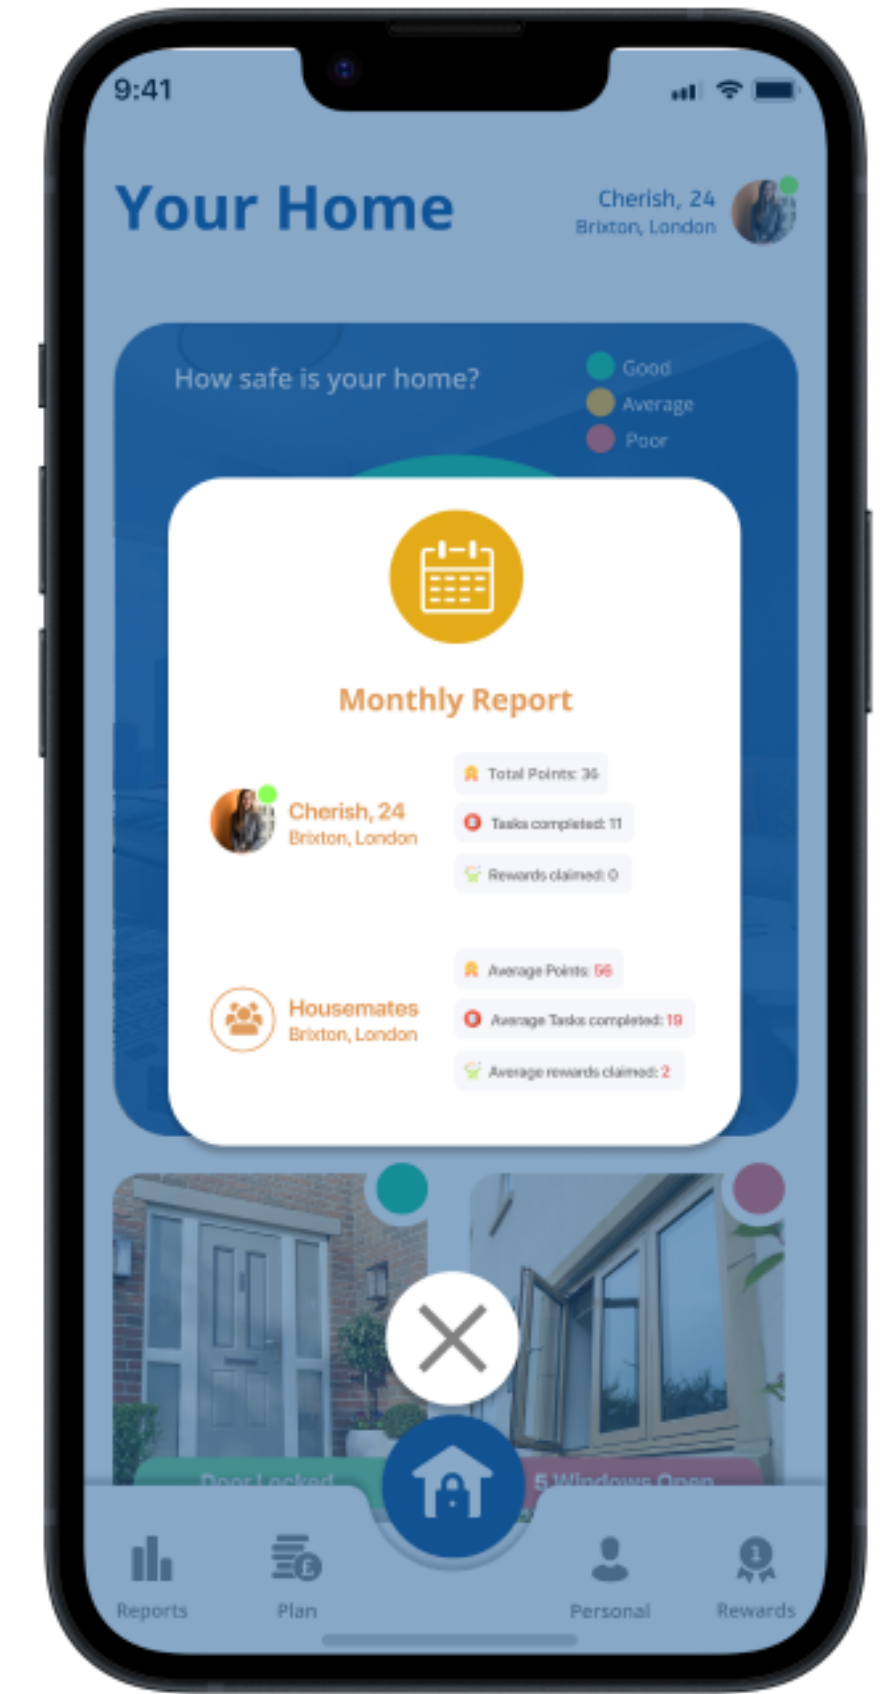 9:41
Your Home
Cherish, 24
Brixton, London
How safe is your home?
Good
Average
Poor
Monthly Report
Cherish, 24
Brixton, London
Total Points: 36
Tasks completed: 11
Rewards claimed: 0
Housemates
Brixton, London
Average Points: 56
Average Tasks completed: 19
Average rewards claimed: 2
Door Locked
5 Windows Open
£
1
Reports
Plan
Personal
Rewards